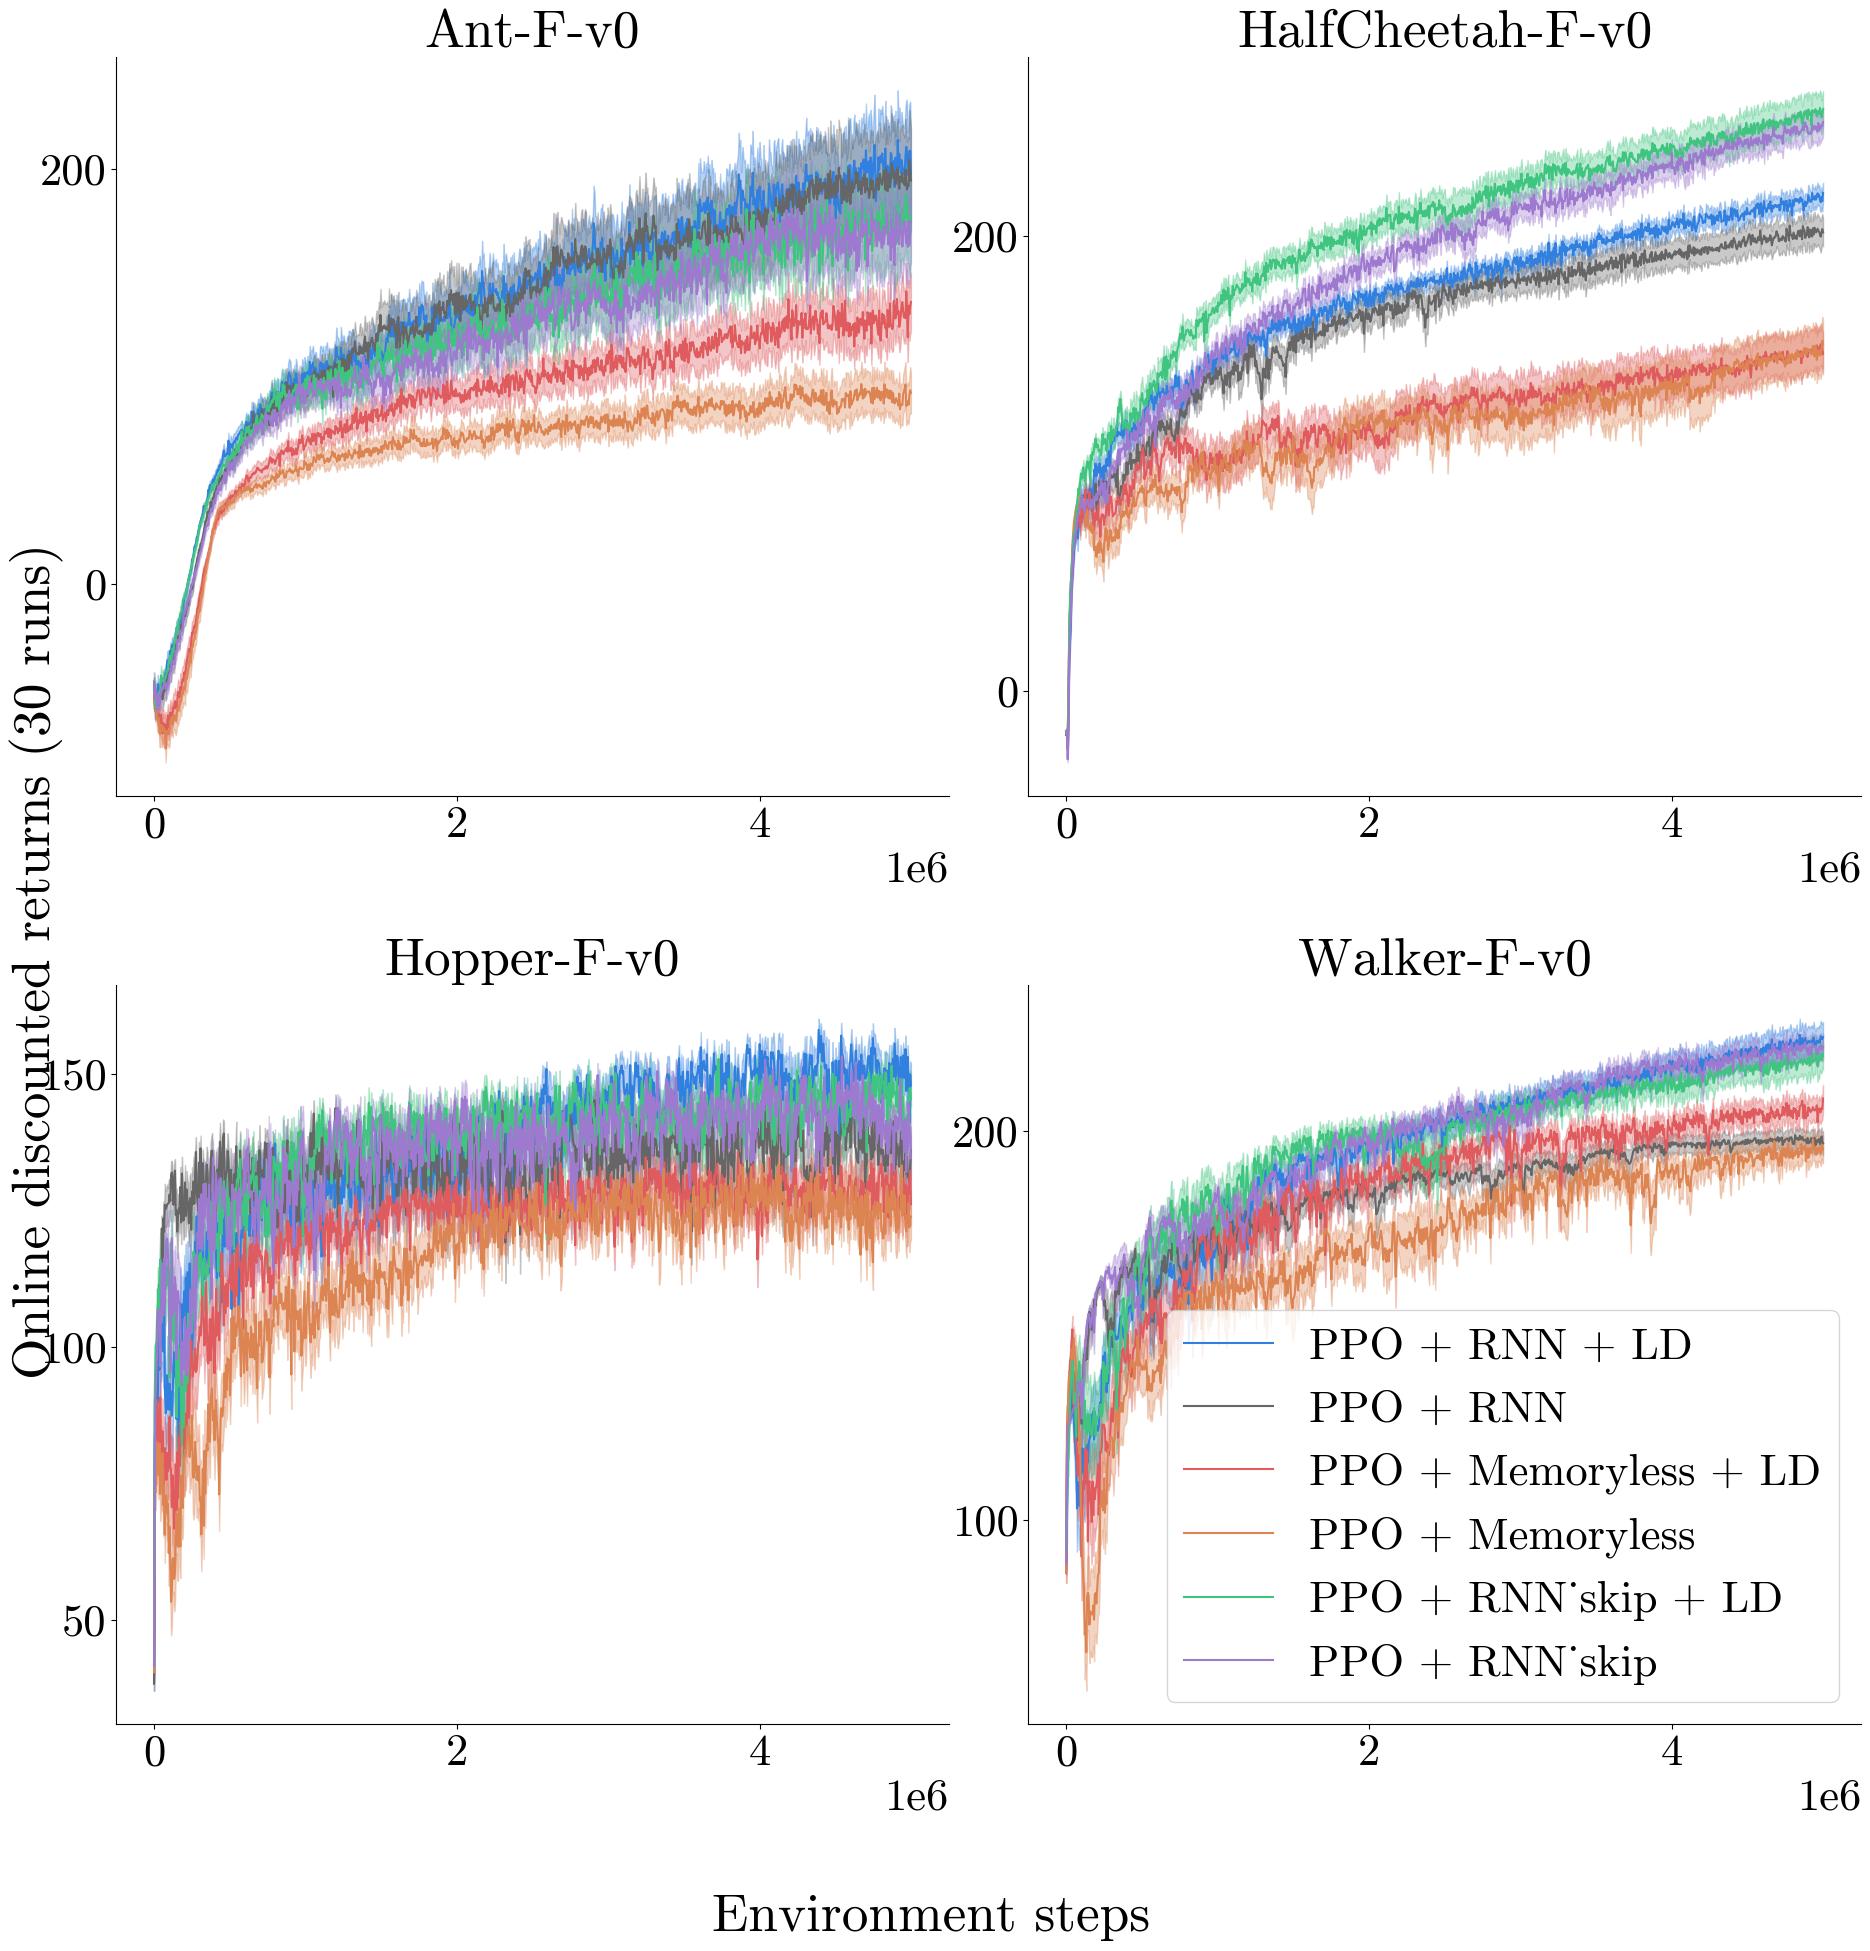 Ant-F-v0
HalfCheetah-F-v0
200
0
0
2
4
1e6
200
0
0
2
4
1e6
Hopper-F-v0
Walker-F-v0
150
100
50
0
2
4
1e6
200
100
0
2
4
1e6
PPO + RNN + LD
PPO + RNN
PPO + Memoryless + LD
PPO + Memoryless
PPO + RNN˙skip + LD
PPO + RNN˙skip
Online discounted returns (30 runs)
Environment steps